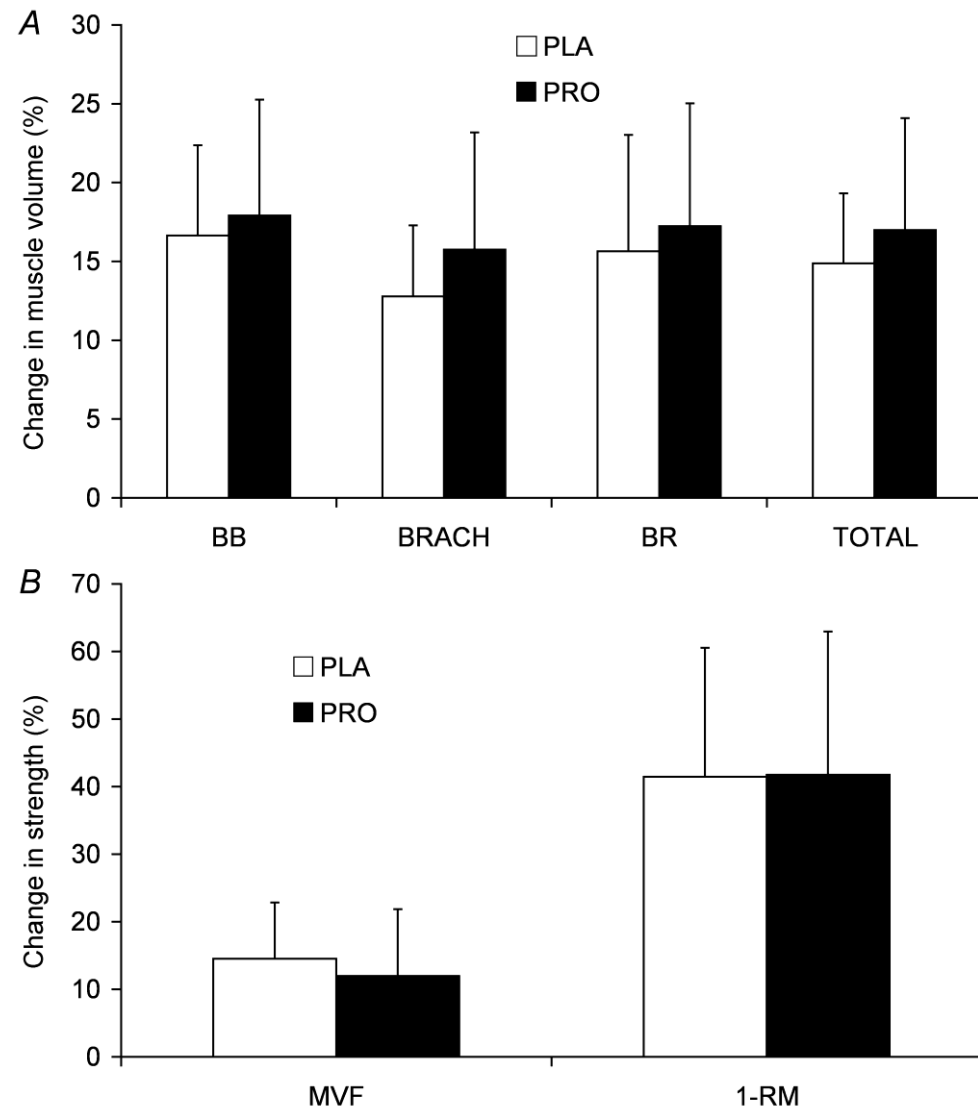 A
Change in muscle volume (%)
30
25
20
15
10
5
0
PLA
PRO
BB BRACH BR TOTAL
B
Change in strength (%)
70
60
50
40
30
20
10
0
PLA
PRO
MVF 1-RM